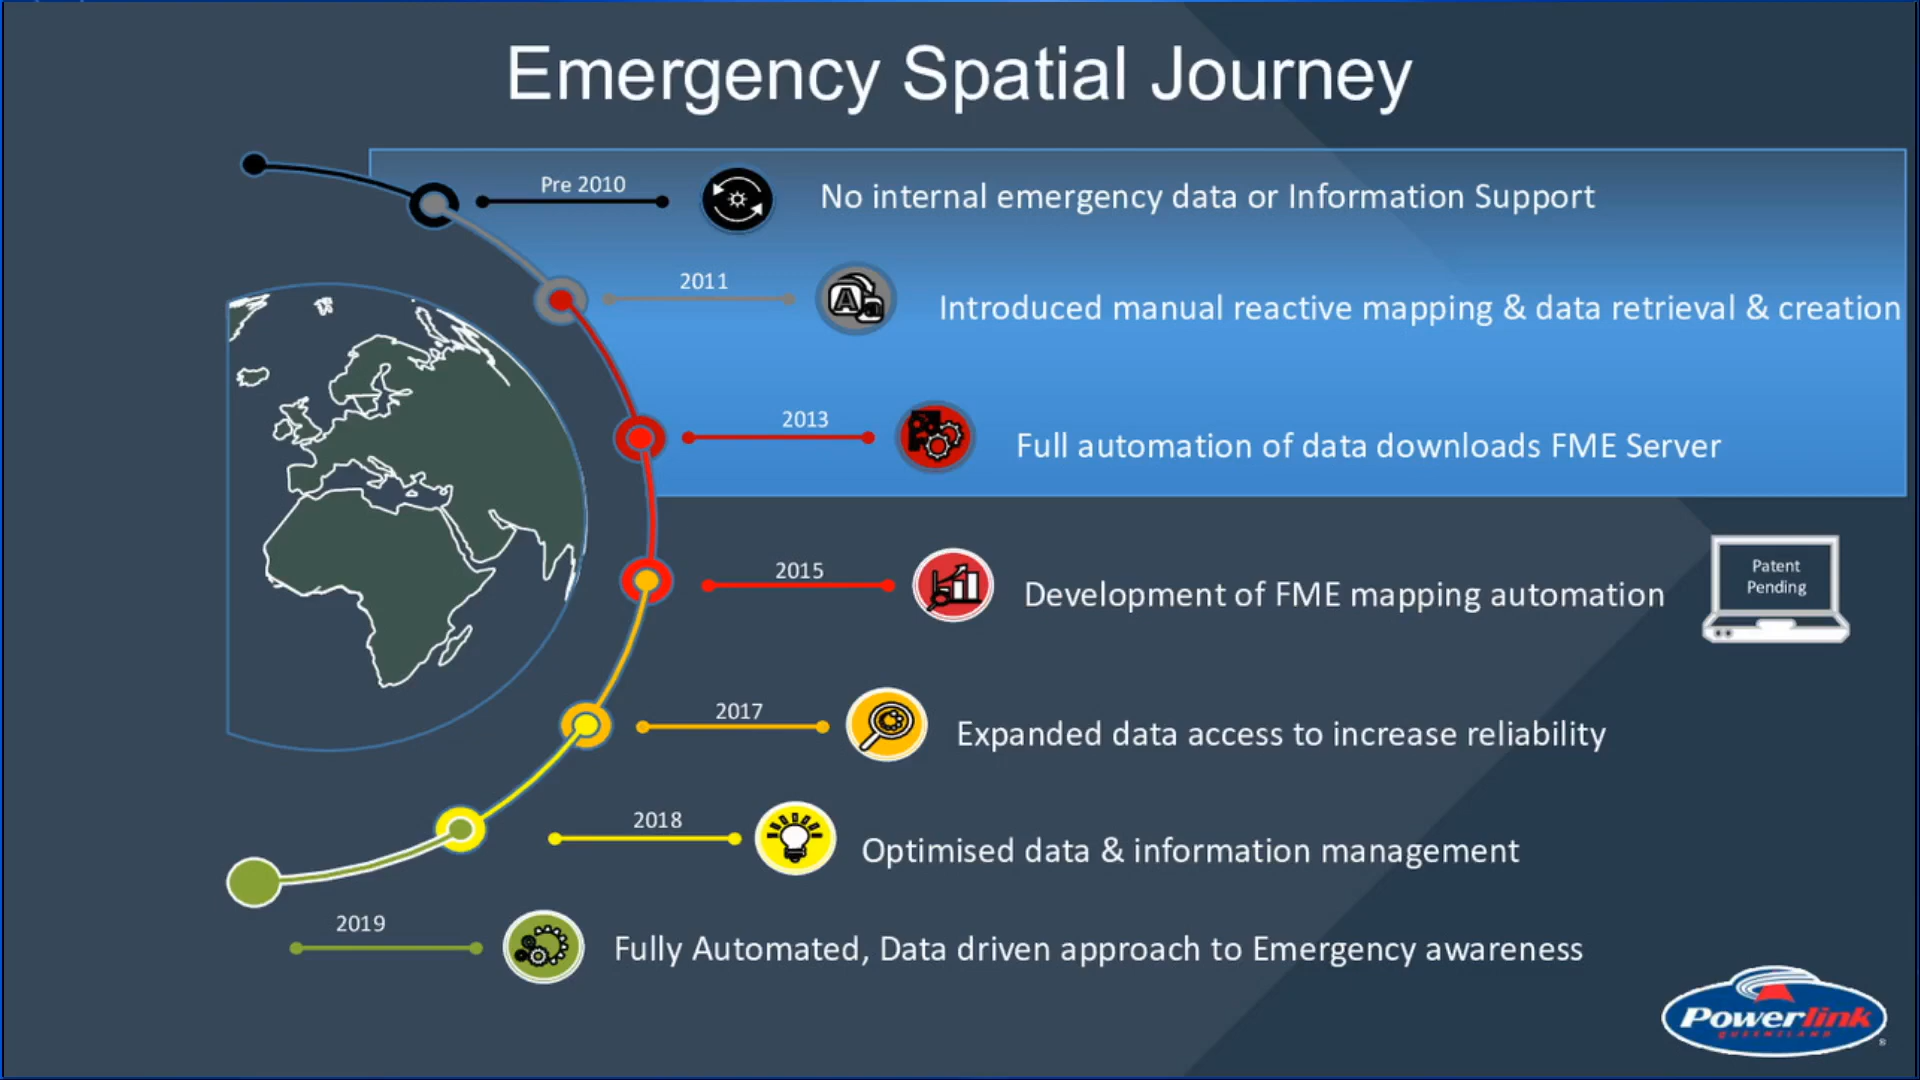 Emergency Spatial Journey
Pre 2010
No internal emergency data or Information Support
2011
Introduced manual reactive mapping & data retrieval & creation
2013
Full automation of data downloads FME Server
2015
Development of FME mapping automation
Patent
Pending
2017
Expanded data access to increase reliability
2018
Optimised data & information management
2019
Fully Automated, Data driven approach to Emergency awareness
Powerlink
QUEENSLAND
®